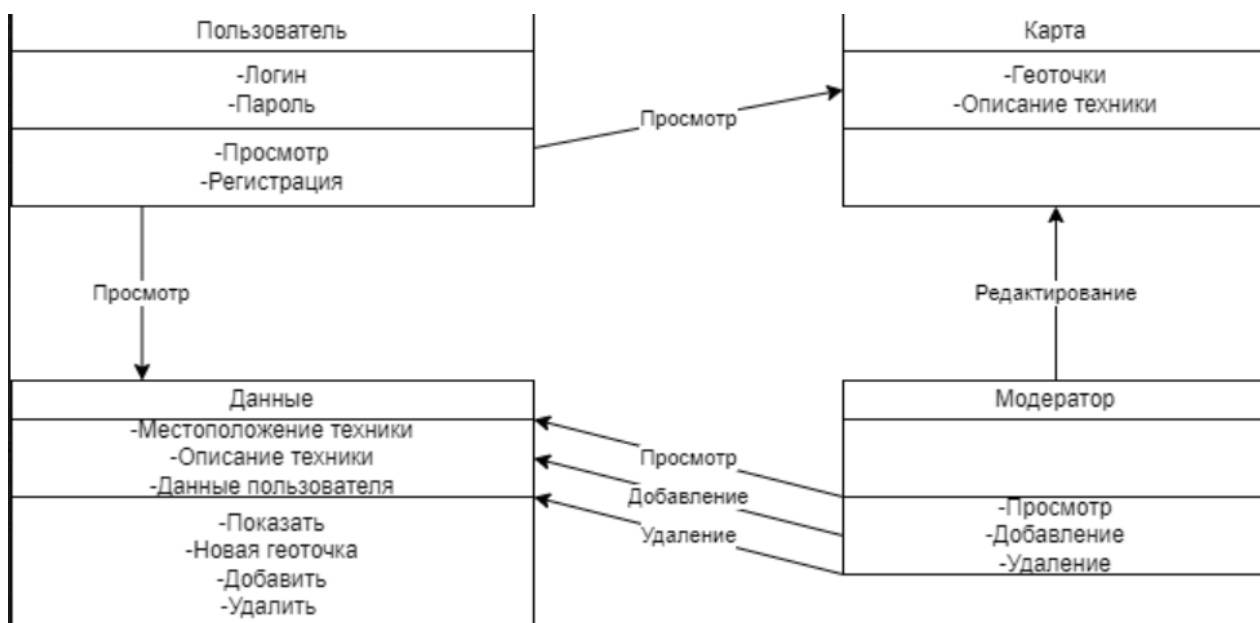 Пользователь
-Логин
-Пароль
-Просмотр
-Регистрация
Просмотр
Карта
-Геоточки
-Описание техники
Просмотр
Редактирование
Данные
-Местоположение техники
-Описание техники
-Данные пользователя
-Показать
-Новая геоточка
-Добавить
-Удалить
Просмотр
Добавление
Удаление
Модератор
-Просмотр
-Добавление
-Удаление